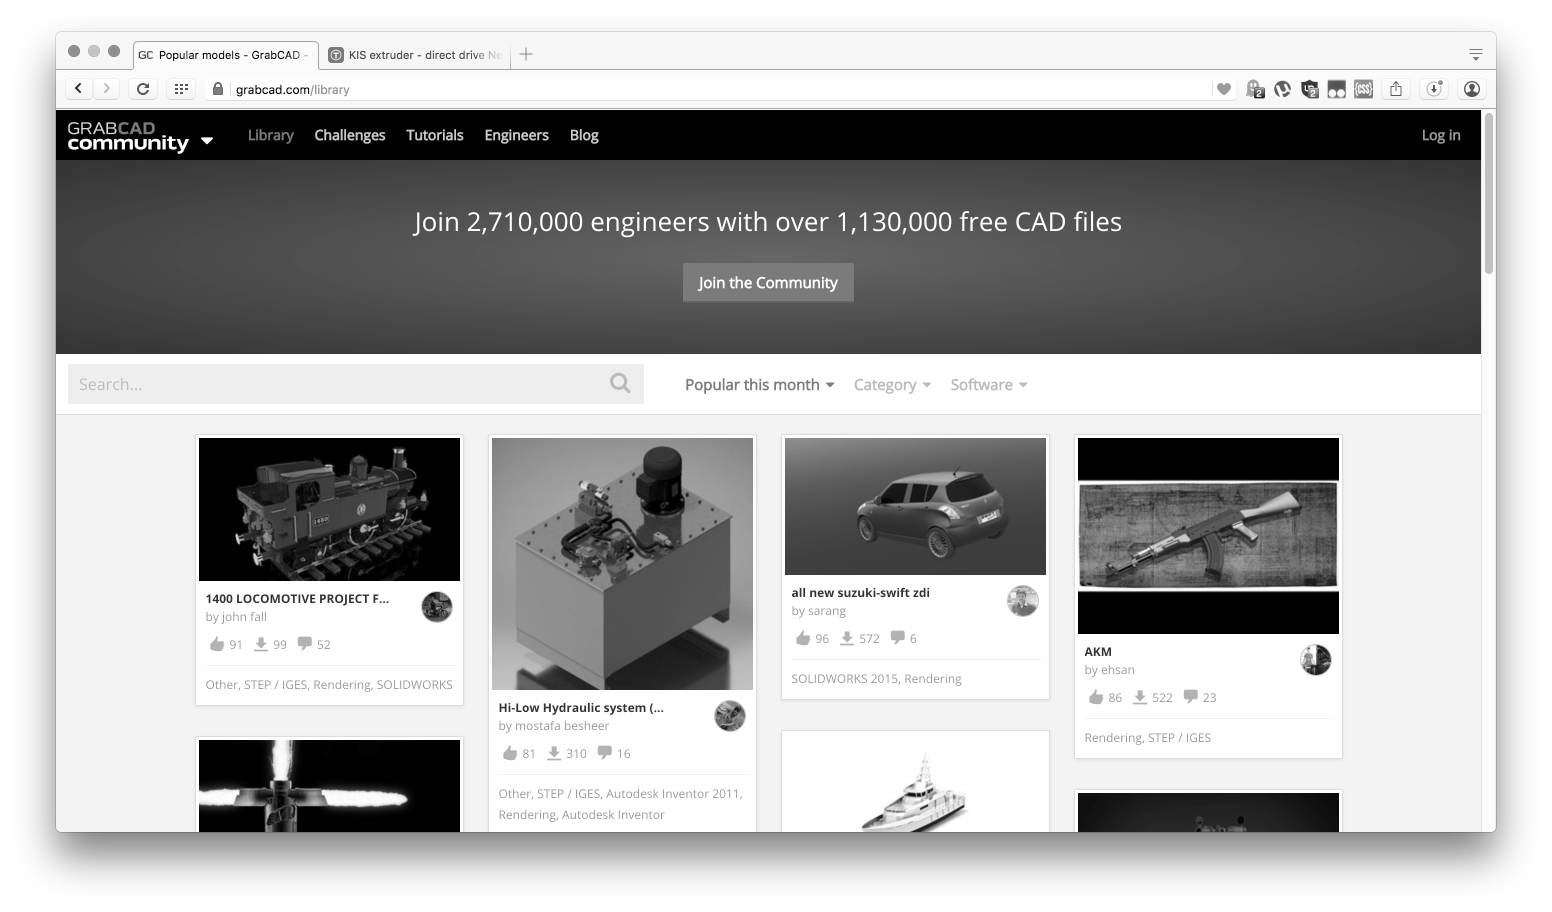 GC Popular models - GrabCAD -
KIS extruder - direct drive Ne
grabcad.com/library
2
2
{CSS}
GRABCAD
community
Library Challenges Tutorials Engineers Blog
Log in
Join 2,710,000 engineers with over 1,130,000 free CAD files
Join the Community
Search...
Popular this month
Category
Software
1450
1400 LOCOMOTIVE PROJECT F...
by john fall
91 99 52
Other, STEP / IGES, Rendering, SOLIDWORKS
Hi-Low Hydraulic system (...
by mostafa besheer
81 310 16
Other, STEP / IGES, Autodesk Inventor 2011,
Rendering, Autodesk Inventor
all new suzuki-swift zdi
by sarang
96 572 6
SOLIDWORKS 2015, Rendering
AKM
by ehsan
86 522 23
Rendering, STEP / IGES